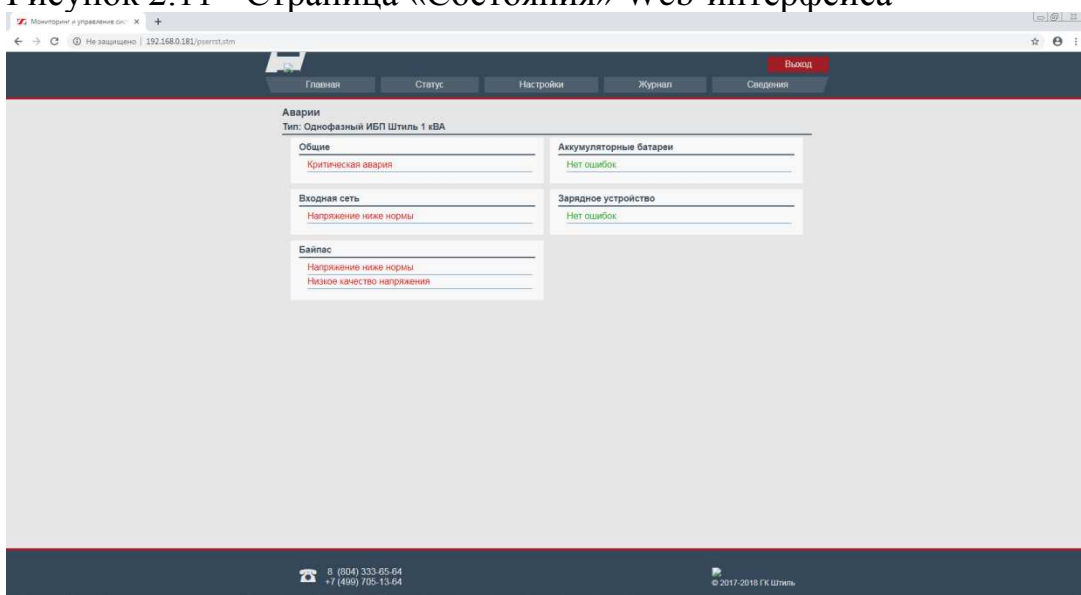 Рисунок 2.11 - Страница «Состояния» Web-интерфейса
Мониторинг и управление сис
Не защищено | 192.168.0.181/pserrst.stm
Выход
Главная Статус Настройки Журнал Сведения
Аварии
Тип: Однофазный ИБП Штиль 1 кВА
Общие
Критическая авария
Аккумуляторные батареи
Нет ошибок
Входная сеть
Напряжение ниже нормы
Зарядное устройство
Нет ошибок
Байпас
Напряжение ниже нормы
Низкое качество напряжения
8 (804) 333-65-64
+7 (499) 705-13-64
© 2017-2018 ГК Штиль